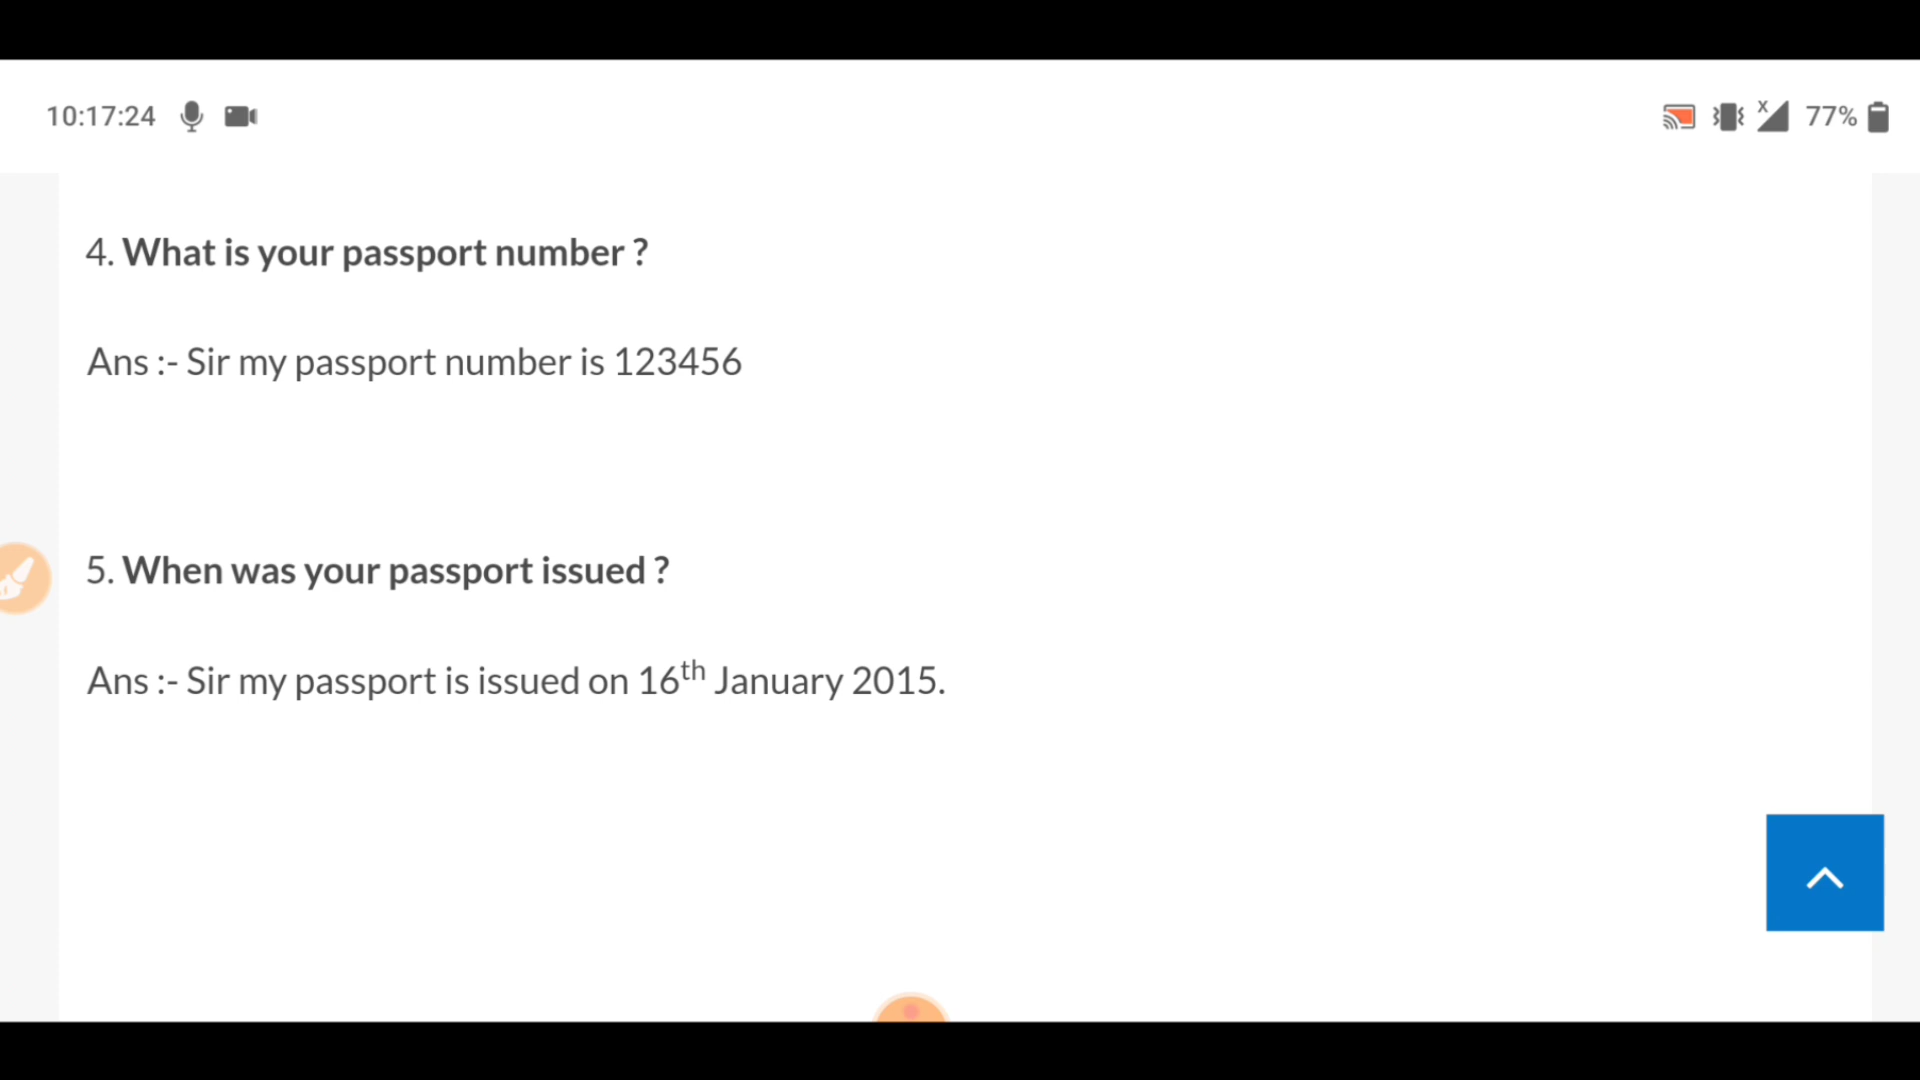 10:17:24
x 77%
4. What is your passport number ?
Ans :- Sir my passport number is 123456
5. When was your passport issued ?
Ans :- Sir my passport is issued on 16th January 2015.